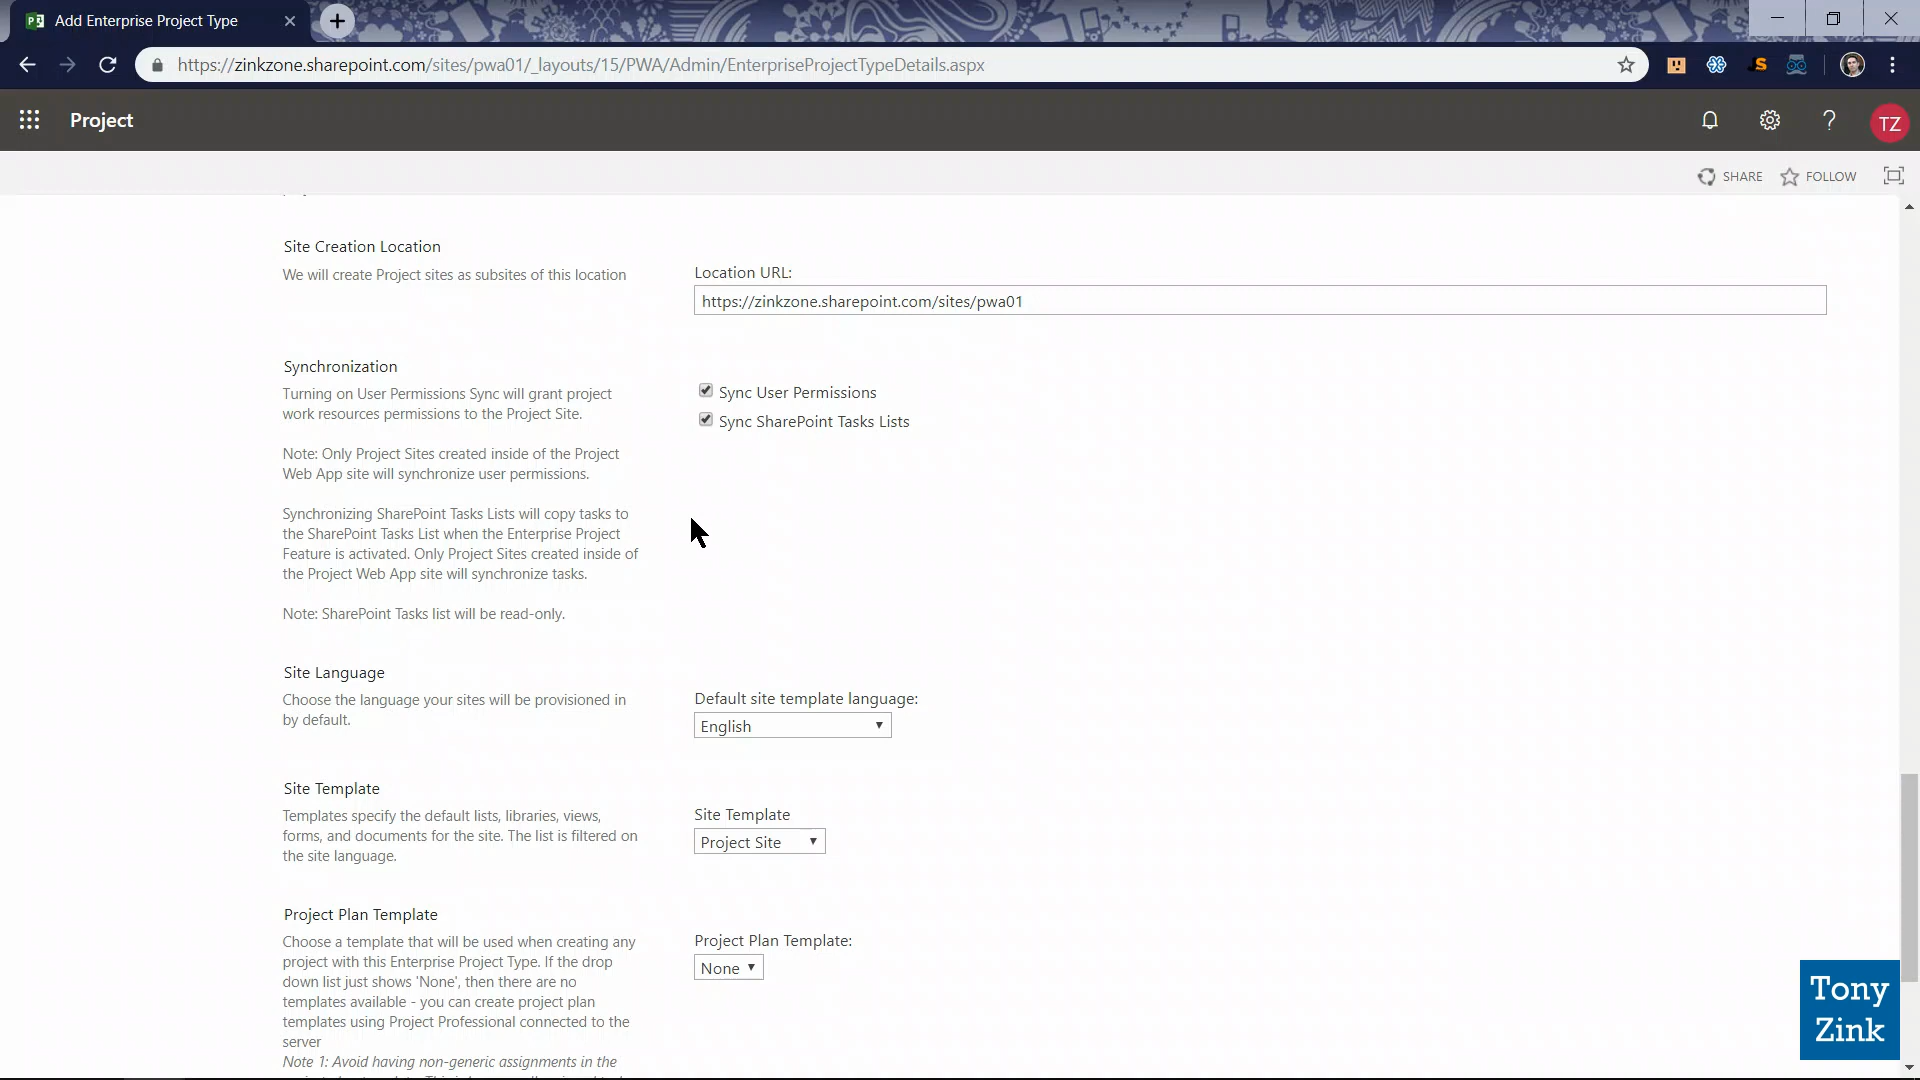 Add Enterprise Project Type
https://zinkzone.sharepoint.com/sites/pwa01/_layouts/15/PWA/Admin/EnterpriseProjectTypeDetails.aspx
Project
TZ
SHARE
FOLLOW
Site Creation Location
We will create Project sites as subsites of this location
Location URL:
https://zinkzone.sharepoint.com/sites/pwa01
Synchronization
Turning on User Permissions Sync will grant project
work resources permissions to the Project Site.
Note: Only Project Sites created inside of the Project
Web App site will synchronize user permissions.
Synchronizing SharePoint Tasks Lists will copy tasks to
the SharePoint Tasks List when the Enterprise Project
Feature is activated. Only Project Sites created inside of
the Project Web App site will synchronize tasks.
Note: SharePoint Tasks list will be read-only.
Sync User Permissions
Sync SharePoint Tasks Lists
Site Language
Choose the language your sites will be provisioned in
by default.
Default site template language:
English
Site Template
Templates specify the default lists, libraries, views,
forms, and documents for the site. The list is filtered on
the site language.
Site Template
Project Site
Project Plan Template
Choose a template that will be used when creating any
project with this Enterprise Project Type. If the drop
down list just shows 'None', then there are no
templates available - you can create project plan
templates using Project Professional connected to the
server
Note 1: Avoid having non-generic assignments in the
Project Plan Template:
None
Tony
Zink